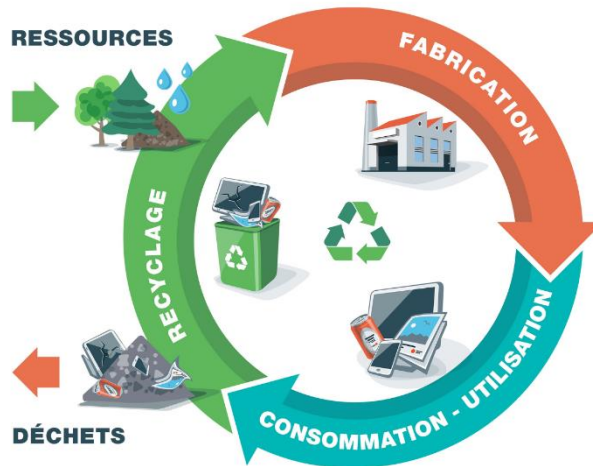 RESSOURCES
FABRICATION
RECYCLAGE
CONSOMMATION - UTILISATION
DÉCHETS